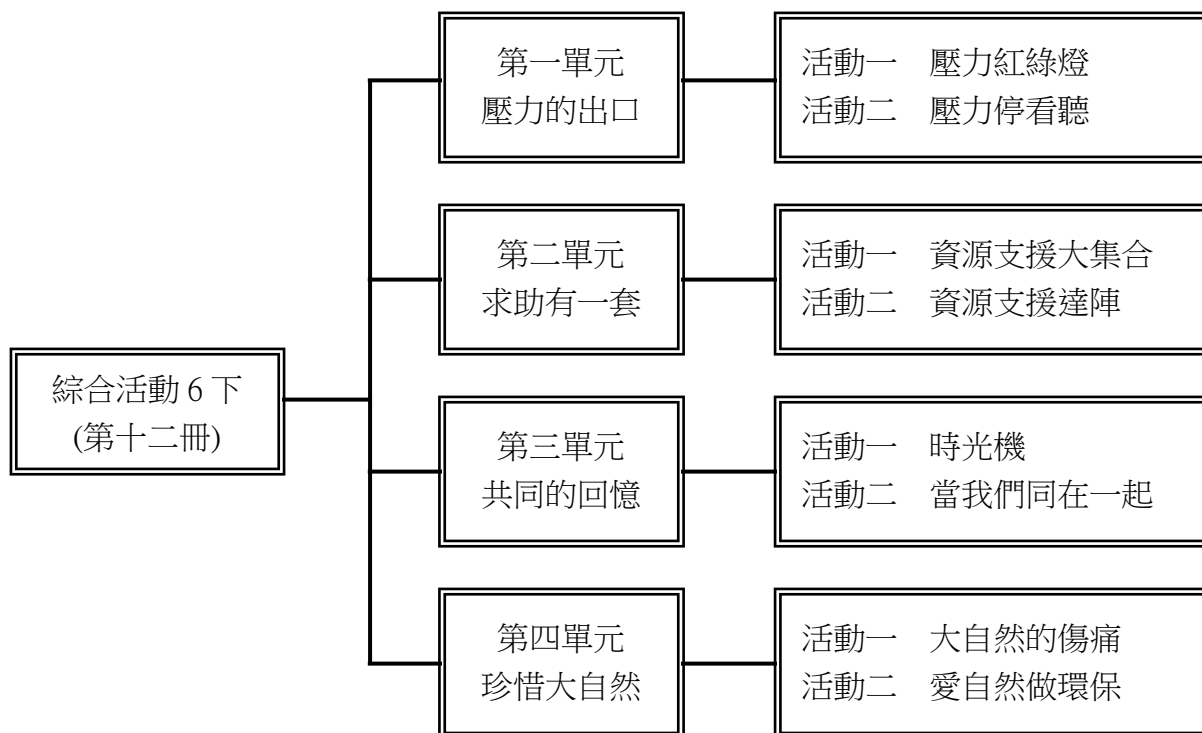 綜合活動 6 下
(第十二冊)
第一單元
壓力的出口
活動一　壓力紅綠燈
活動二　壓力停看聽
第二單元
求助有一套
活動一　資源支援大集合
活動二　資源支援達陣
第三單元
共同的回憶
活動一　時光機
活動二　當我們同在一起
第四單元
珍惜大自然
活動一　大自然的傷痛
活動二　愛自然做環保